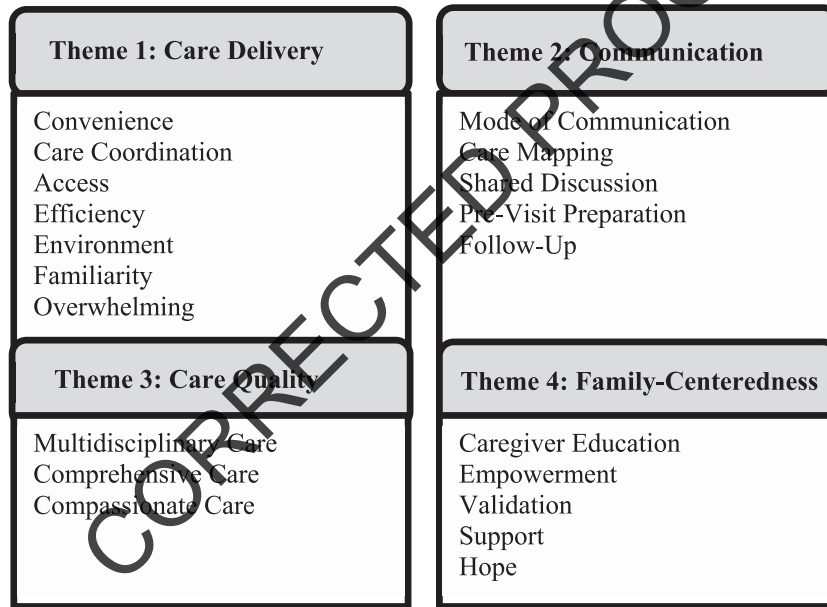 Theme 1: Care Delivery
Convenience
Care Coordination
Access
Efficiency
Environment
Familiarity
Overwhelming
Theme 2: Communication
Mode of Communication
Care Mapping
Shared Discussion
Pre-Visit Preparation
Follow-Up
Theme 3: Care Quality
Multidisciplinary Care
Comprehensive Care
Compassionate Care
Theme 4: Family-Centeredness
Caregiver Education
Empowerment
Validation
Support
Hope
CORRECTED PRO